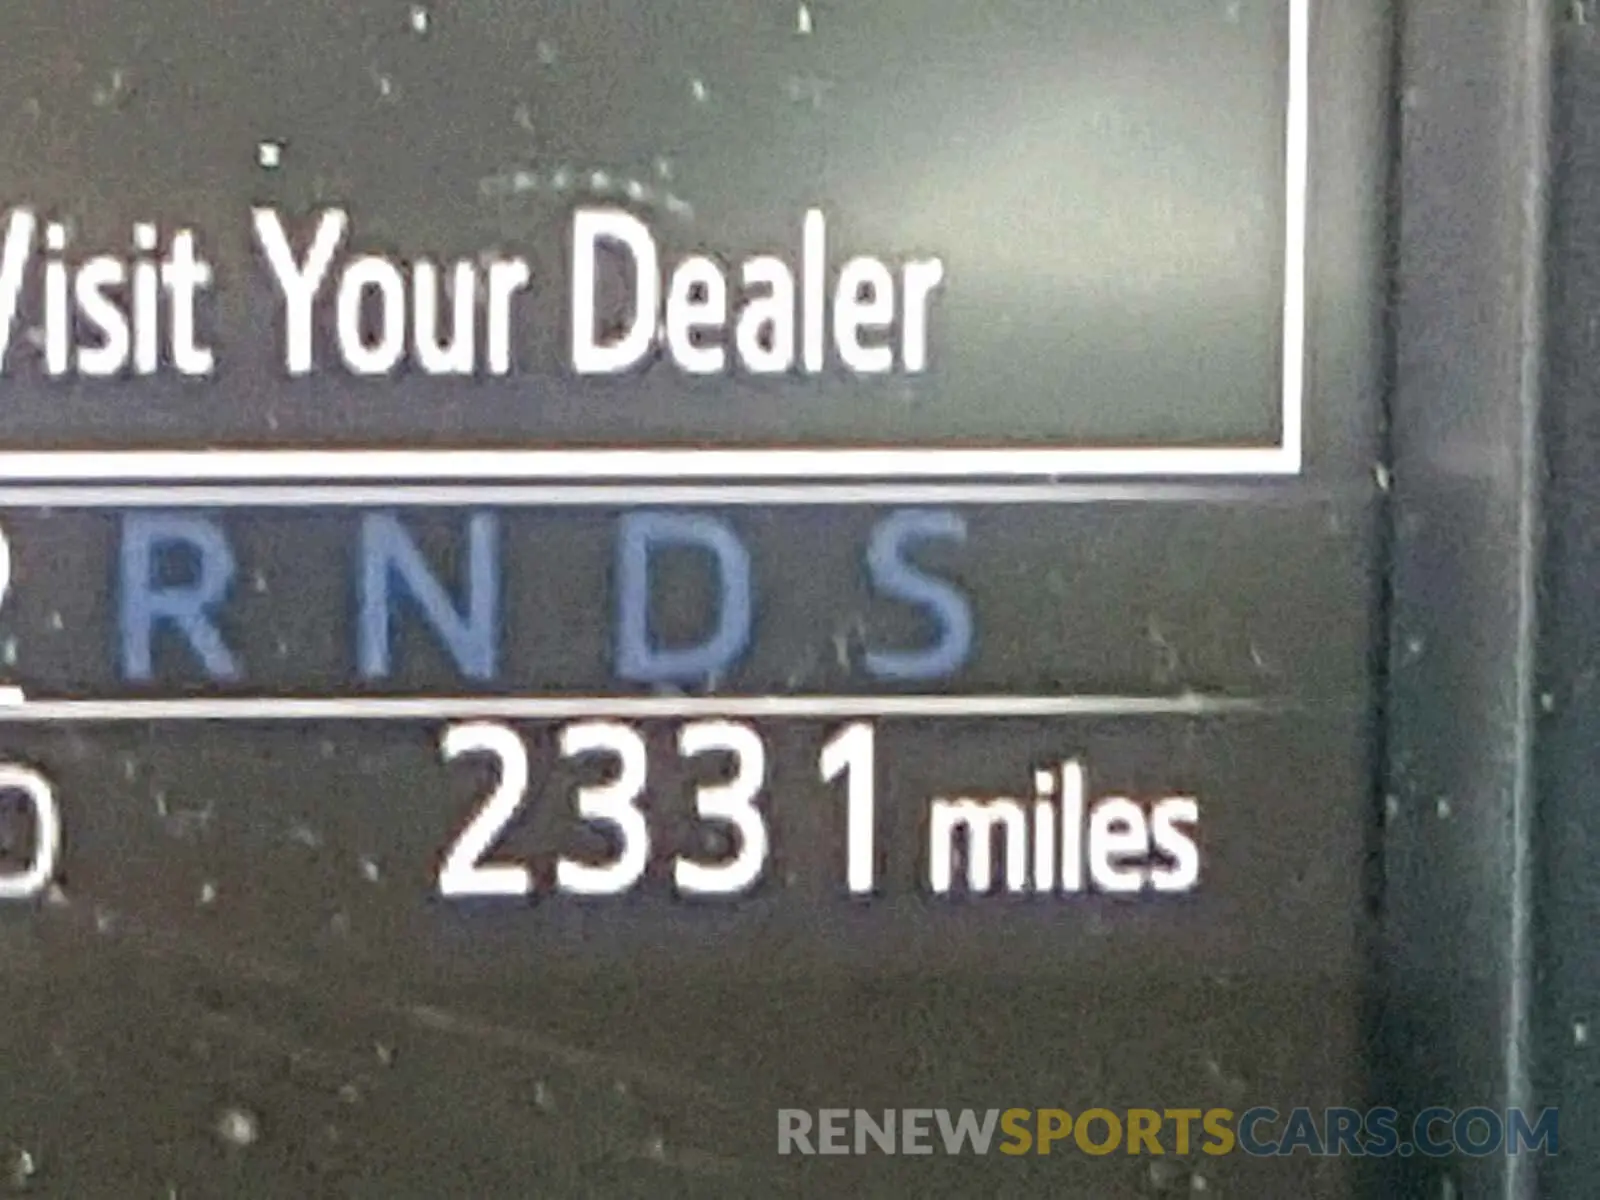 Visit Your Dealer
P R N D S
2331 miles
RENEWSPORTSCARS.COM